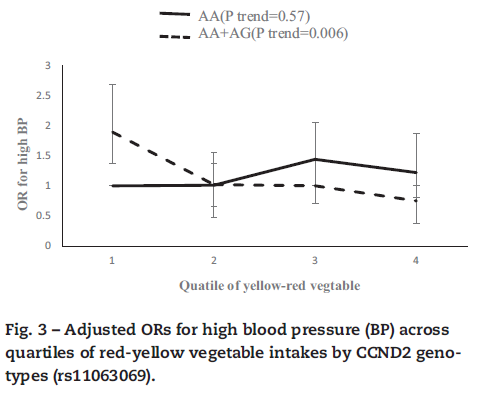 AA(P trend=0.57)
AA+AG(P trend=0.006)
3
2.5
2
1.5
1
0.5
0
OR for high BP
1 2 3 4
Quatile of yellow-red vegtable
Fig. 3 – Adjusted ORs for high blood pressure (BP) across
quartiles of red-yellow vegetable intakes by CCND2 geno-
types (rs11063069).